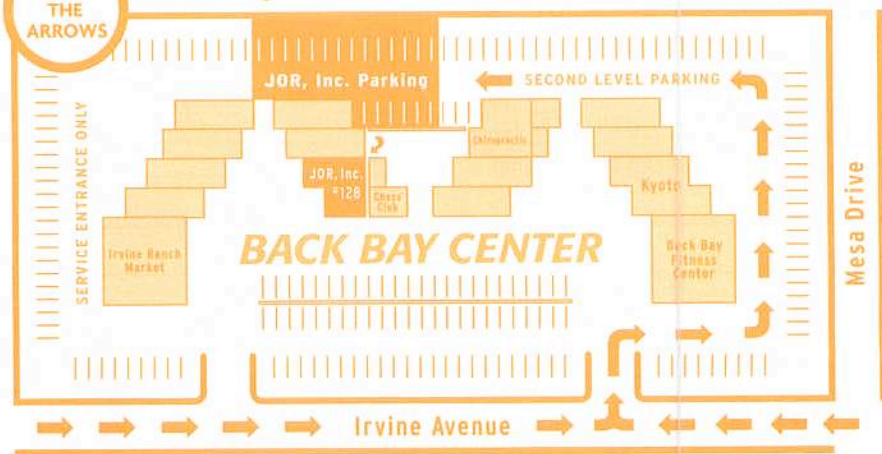 THE
ARROWS
JOR, Inc. Parking
SECOND LEVEL PARKING
SERVICE ENTRANCE ONLY
Chiropractic
JOR, Inc.
#128
Chess
Club
Kyoto
Irvine Ranch
Market
BACK BAY CENTER
Back Bay
Fitness
Center
Mesa Drive
Irvine Avenue